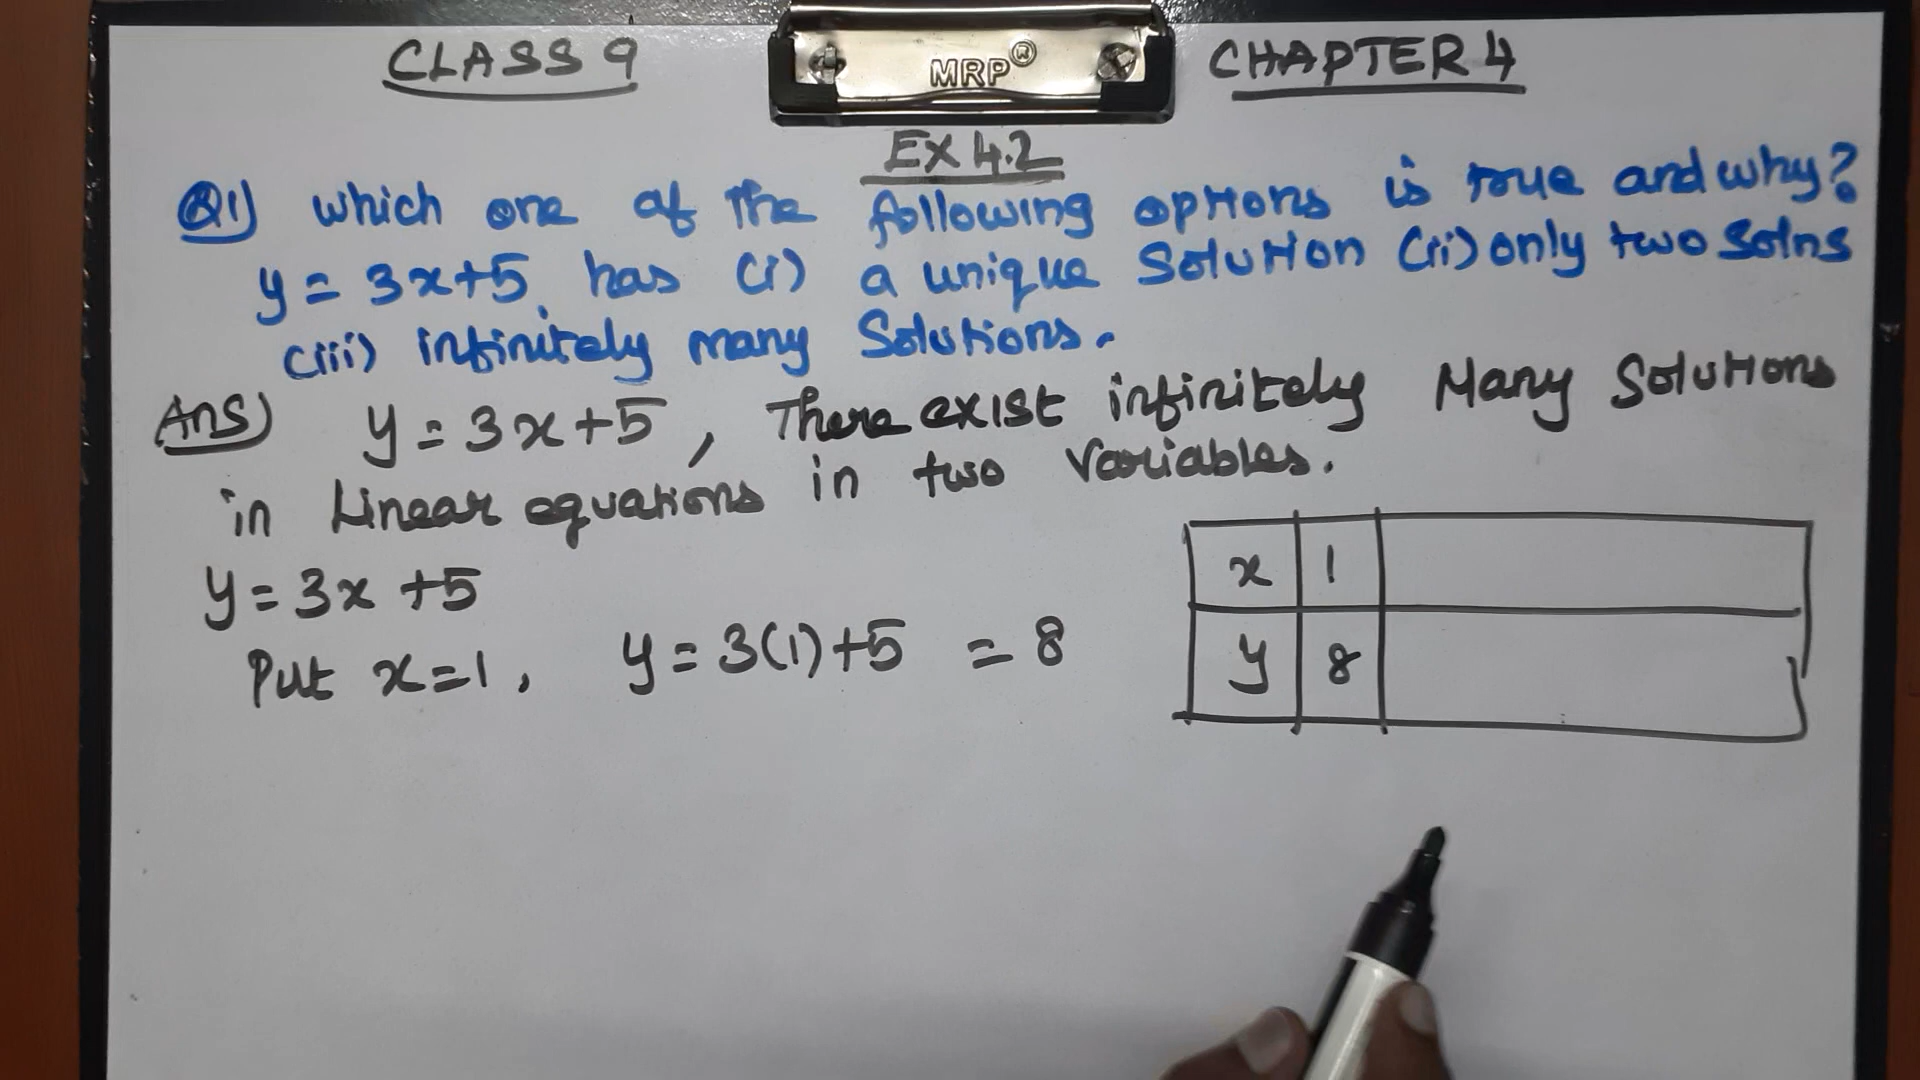 CLASS 9
MRP®
CHAPTER 4
EX 4.2
Q1) which one of the following options is true and why?
y = 3x+5, has (i) a unique Solution (ii) only two Solns
(iii) infinitely many Solutions.
Ans) y = 3x+5, There exist infinitely Many Solutions
in Linear equations in two Variables.
y = 3x +5
Put x=1, y = 3(1)+5 = 8
x 1
y 8